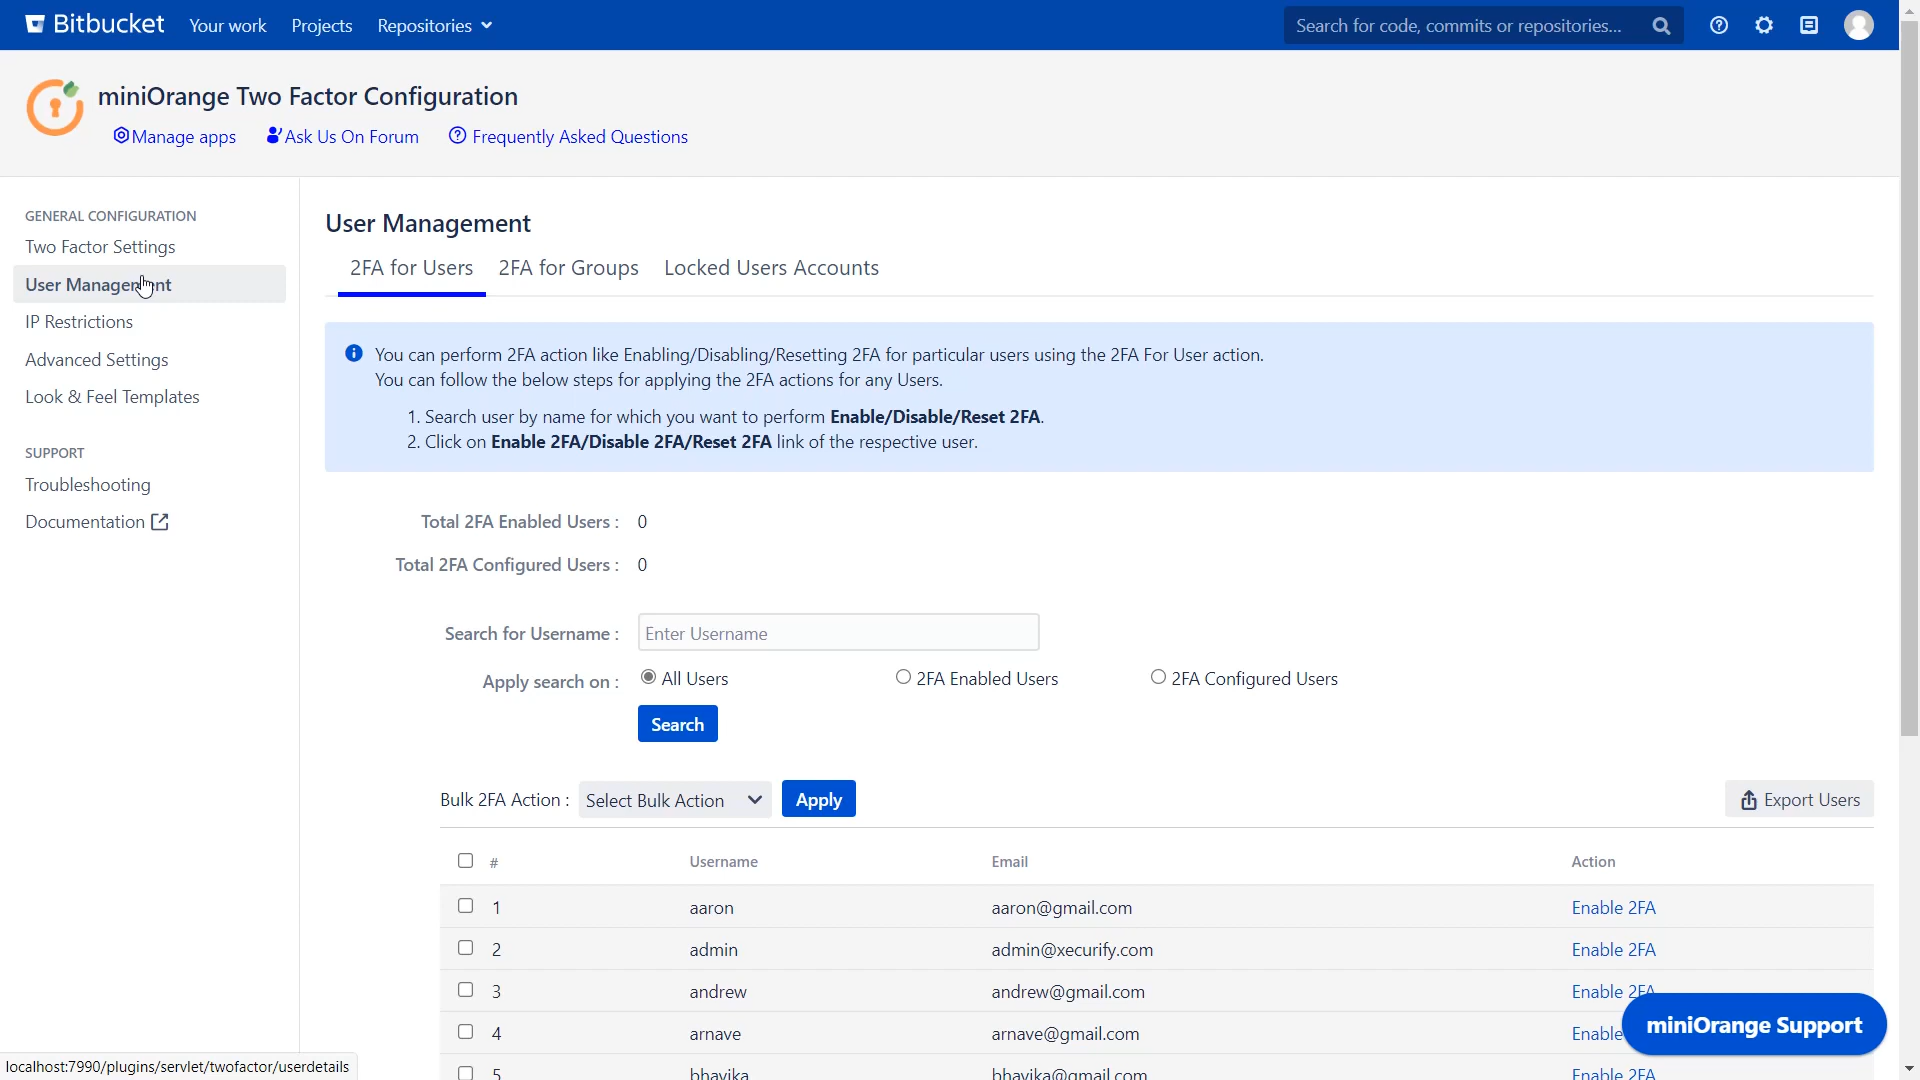 Bitbucket Your work Projects Repositories Search for code, commits or repositories...
miniOrange Two Factor Configuration
Manage apps Ask Us On Forum Frequently Asked Questions
GENERAL CONFIGURATION
Two Factor Settings
User Management
IP Restrictions
Advanced Settings
Look & Feel Templates
SUPPORT
Troubleshooting
Documentation
User Management
2FA for Users 2FA for Groups Locked Users Accounts
You can perform 2FA action like Enabling/Disabling/Resetting 2FA for particular users using the 2FA For User action.
You can follow the below steps for applying the 2FA actions for any Users.
1. Search user by name for which you want to perform Enable/Disable/Reset 2FA.
2. Click on Enable 2FA/Disable 2FA/Reset 2FA link of the respective user.
Total 2FA Enabled Users : 0
Total 2FA Configured Users : 0
Search for Username : Enter Username
Apply search on : All Users 2FA Enabled Users 2FA Configured Users
Search
Bulk 2FA Action : Select Bulk Action Apply Export Users
# Username Email Action
1 aaron aaron@gmail.com Enable 2FA
2 admin admin@xecurify.com Enable 2FA
3 andrew andrew@gmail.com Enable 2FA
4 arnave arnave@gmail.com Enable
5 bhavika bhavika@gmail.com Enable 2FA
miniOrange Support
localhost:7990/plugins/servlet/twofactor/userdetails